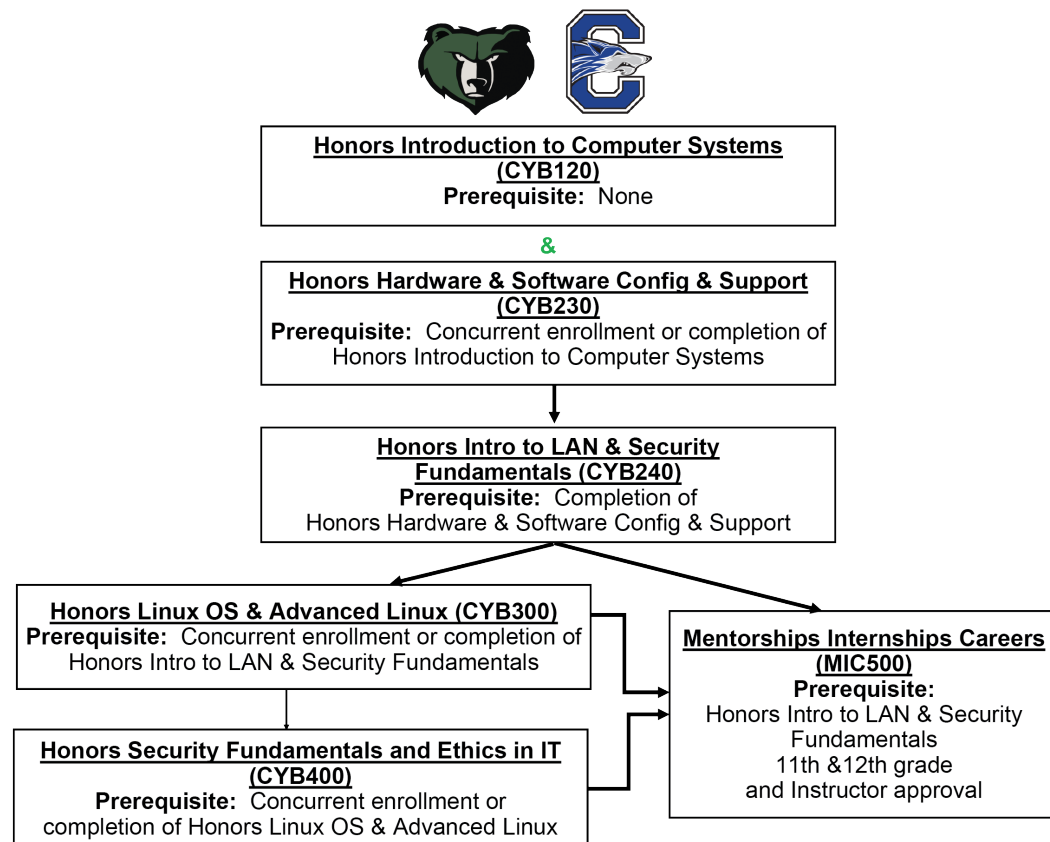 C
Honors Introduction to Computer Systems
(CYB120)
Prerequisite: None
&
Honors Hardware & Software Config & Support
(CYB230)
Prerequisite: Concurrent enrollment or completion of
Honors Introduction to Computer Systems
Honors Intro to LAN & Security
Fundamentals (CYB240)
Prerequisite: Completion of
Honors Hardware & Software Config & Support
Honors Linux OS & Advanced Linux (CYB300)
Prerequisite: Concurrent enrollment or completion of
Honors Intro to LAN & Security Fundamentals
Mentorships Internships Careers
(MIC500)
Prerequisite:
Honors Intro to LAN & Security
Fundamentals
11th &12th grade
and Instructor approval
Honors Security Fundamentals and Ethics in IT
(CYB400)
Prerequisite: Concurrent enrollment or
completion of Honors Linux OS & Advanced Linux